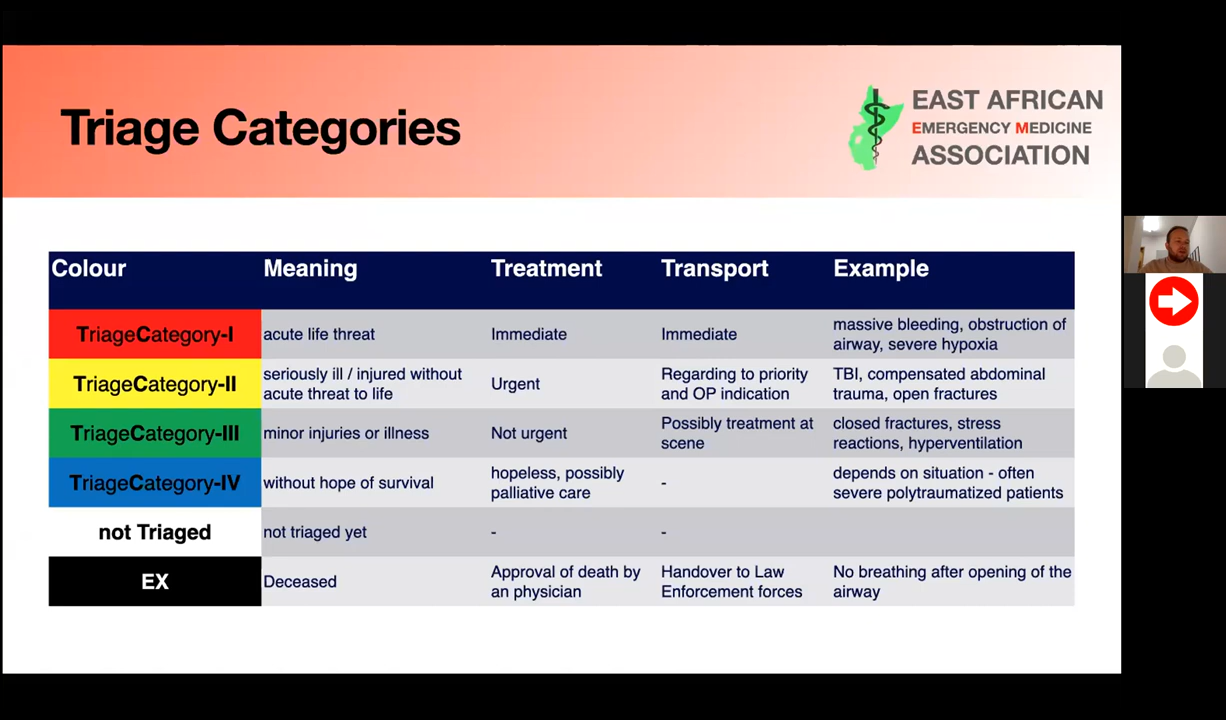 Triage Categories
EAST AFRICAN
EMERGENCY MEDICINE
ASSOCIATION
Colour Meaning Treatment Transport Example
TriageCategory-I acute life threat Immediate Immediate massive bleeding, obstruction of
airway, severe hypoxia
TriageCategory-II seriously ill / injured without
acute threat to life Urgent Regarding to priority
and OP indication TBI, compensated abdominal
trauma, open fractures
TriageCategory-III minor injuries or illness Not urgent Possibly treatment at
scene closed fractures, stress
reactions, hyperventilation
TriageCategory-IV without hope of survival hopeless, possibly
palliative care - depends on situation - often
severe polytraumatized patients
not Triaged not triaged yet - -
EX Deceased Approval of death by
an physician Handover to Law
Enforcement forces No breathing after opening of the
airway